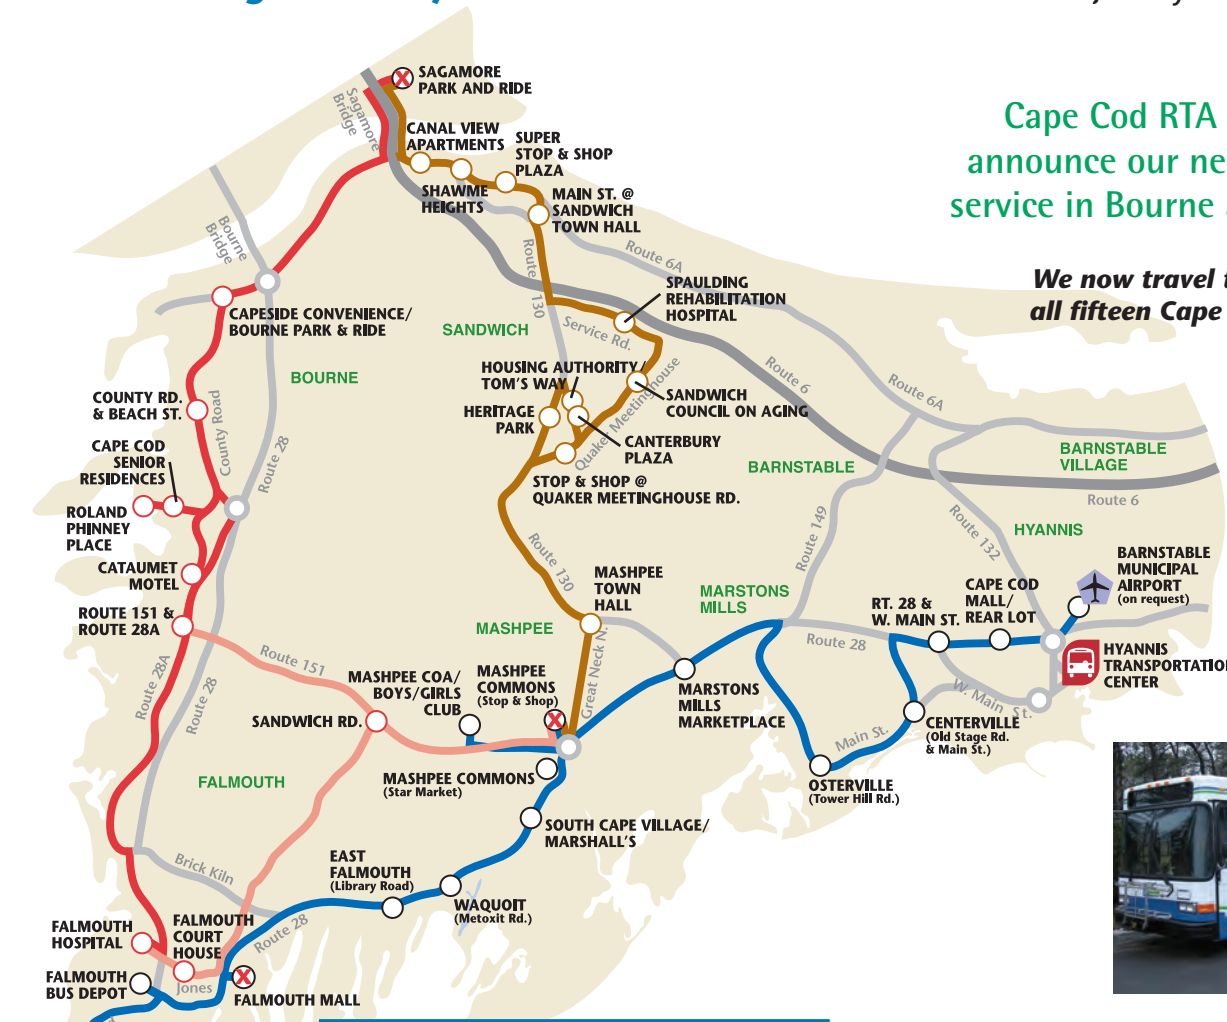 SAGAMORE
PARK AND RIDE
Sagamore
Bridge
CANAL VIEW
APARTMENTS
SUPER
STOP & SHOP
PLAZA
SHAWME
HEIGHTS
MAIN ST. @
SANDWICH
TOWN HALL
Cape Cod RTA
announce our
service in Bourne
We now travel
all fifteen Cape
Bourne
Bridge
Route 6A
Route 130
SPAULDING
REHABILITATION
HOSPITAL
CAPESIDE CONVENIENCE/
BOURNE PARK & RIDE
SANDWICH
Service Rd.
BOURNE
HOUSING AUTHORITY/
TOM'S WAY
Route 6
Route 6A
Quaker Meetinghouse
SANDWICH
COUNCIL ON AGING
COUNTY RD.
& BEACH ST.
County Road
Route 28
HERITAGE
PARK
CANTERBURY
PLAZA
CAPE COD
SENIOR
RESIDENCES
BARNSTABLE
BARNSTABLE
VILLAGE
STOP & SHOP @
QUAKER MEETINGHOUSE RD.
Route 6
ROLAND
PHINNEY
PLACE
Route 149
Route 132
HYANNIS
CATAUMET
MOTEL
Route 130
MASHPEE
TOWN
HALL
MARSTONS
MILLS
BARNSTABLE
MUNICIPAL
AIRPORT
(on request)
CAPE COD
MALL/
REAR LOT
RT. 28 &
W. MAIN ST.
ROUTE 151 &
ROUTE 28A
MASHPEE
Route 28
Route 151
Great Neck N.
HYANNIS
TRANSPORTATION
CENTER
Route 28A
Route 28
MASHPEE COA/
BOYS/GIRLS
CLUB
MASHPEE
COMMONS
(Stop & Shop)
MARSTONS
MILLS
MARKETPLACE
W. Main St.
SANDWICH RD.
CENTERVILLE
(Old Stage Rd.
& Main St.)
Main St.
FALMOUTH
MASHPEE COMMONS
(Star Market)
OSTERVILLE
(Tower Hill Rd.)
SOUTH CAPE VILLAGE/
MARSHALL'S
Brick Kiln
EAST
FALMOUTH
(Library Road)
WAQUOIT
(Metoxit Rd.)
FALMOUTH
HOSPITAL
FALMOUTH
COURT
HOUSE
Route 28
FALMOUTH
BUS DEPOT
Jones
FALMOUTH MALL